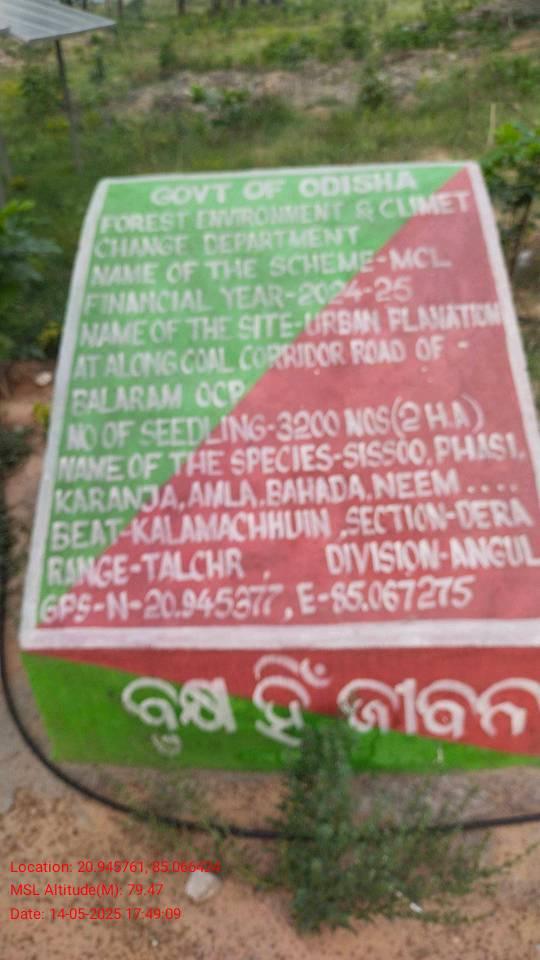 GOVT OF ODISHA
FOREST ENVIRONMENT & CLIMET
CHANGE DEPARTMENT
NAME OF THE SCHEME-MCL
FINANCIAL YEAR-2024-25
NAME OF THE SITE-URBAN PLANATION
AT ALONG COAL CORRIDOR ROAD OF -
BALARAM OCP
NO OF SEEDLING-3200 NOS(2 H.A)
NAME OF THE SPECIES-SISSOO, PHASI,
KARANJA, AMLA, BAHADA, NEEM ....
BEAT-KALAMACHHUIN, SECTION-DERA
RANGE-TALCHR, DIVISION-ANGUL
GPS-N-20.945377, E-85.067275
ବୃକ୍ଷ ହିଁ ଜୀବନ
Location: 20.945761, 85.066424
MSL Altitude(M): 79.47
Date: 14-05-2025 17:49:09